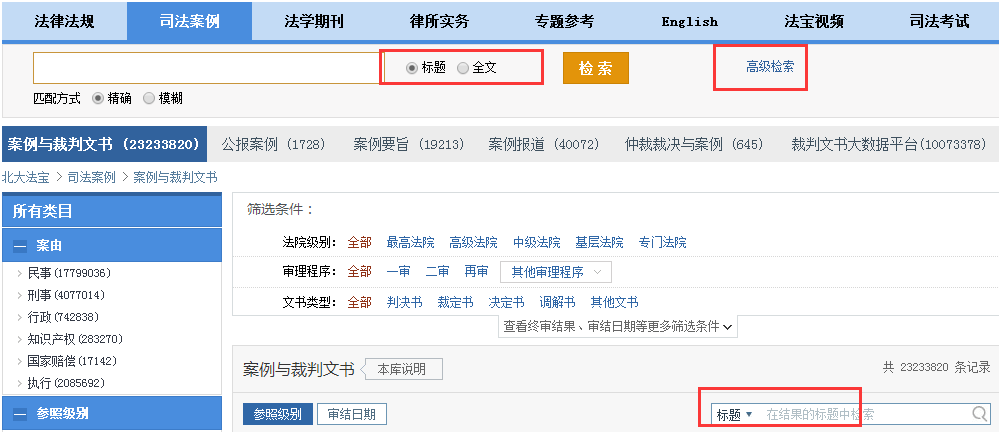 法律法规 司法案例 法学期刊 律所实务 专题参考 English 法宝视频 司法考试
标题 全文 检索 高级检索
匹配方式 精确 模糊
案例与裁判文书 (23233820) 公报案例 (1728) 案例要旨 (19213) 案例报道 (40072) 仲裁裁决与案例 (645) 裁判文书大数据平台(10073378)
北大法宝 > 司法案例 > 案例与裁判文书
所有类目
案由
民事(17799036)
刑事(4077014)
行政(742838)
知识产权(283270)
国家赔偿(17142)
执行(2085692)
参照级别
筛选条件：
法院级别: 全部 最高法院 高级法院 中级法院 基层法院 专门法院
审理程序: 全部 一审 二审 再审 其他审理程序
文书类型: 全部 判决书 裁定书 决定书 调解书 其他文书
查看终审结果、审结日期等更多筛选条件
案例与裁判文书 本库说明 共 23233820 条记录
参照级别 审结日期 标题 在结果的标题中检索